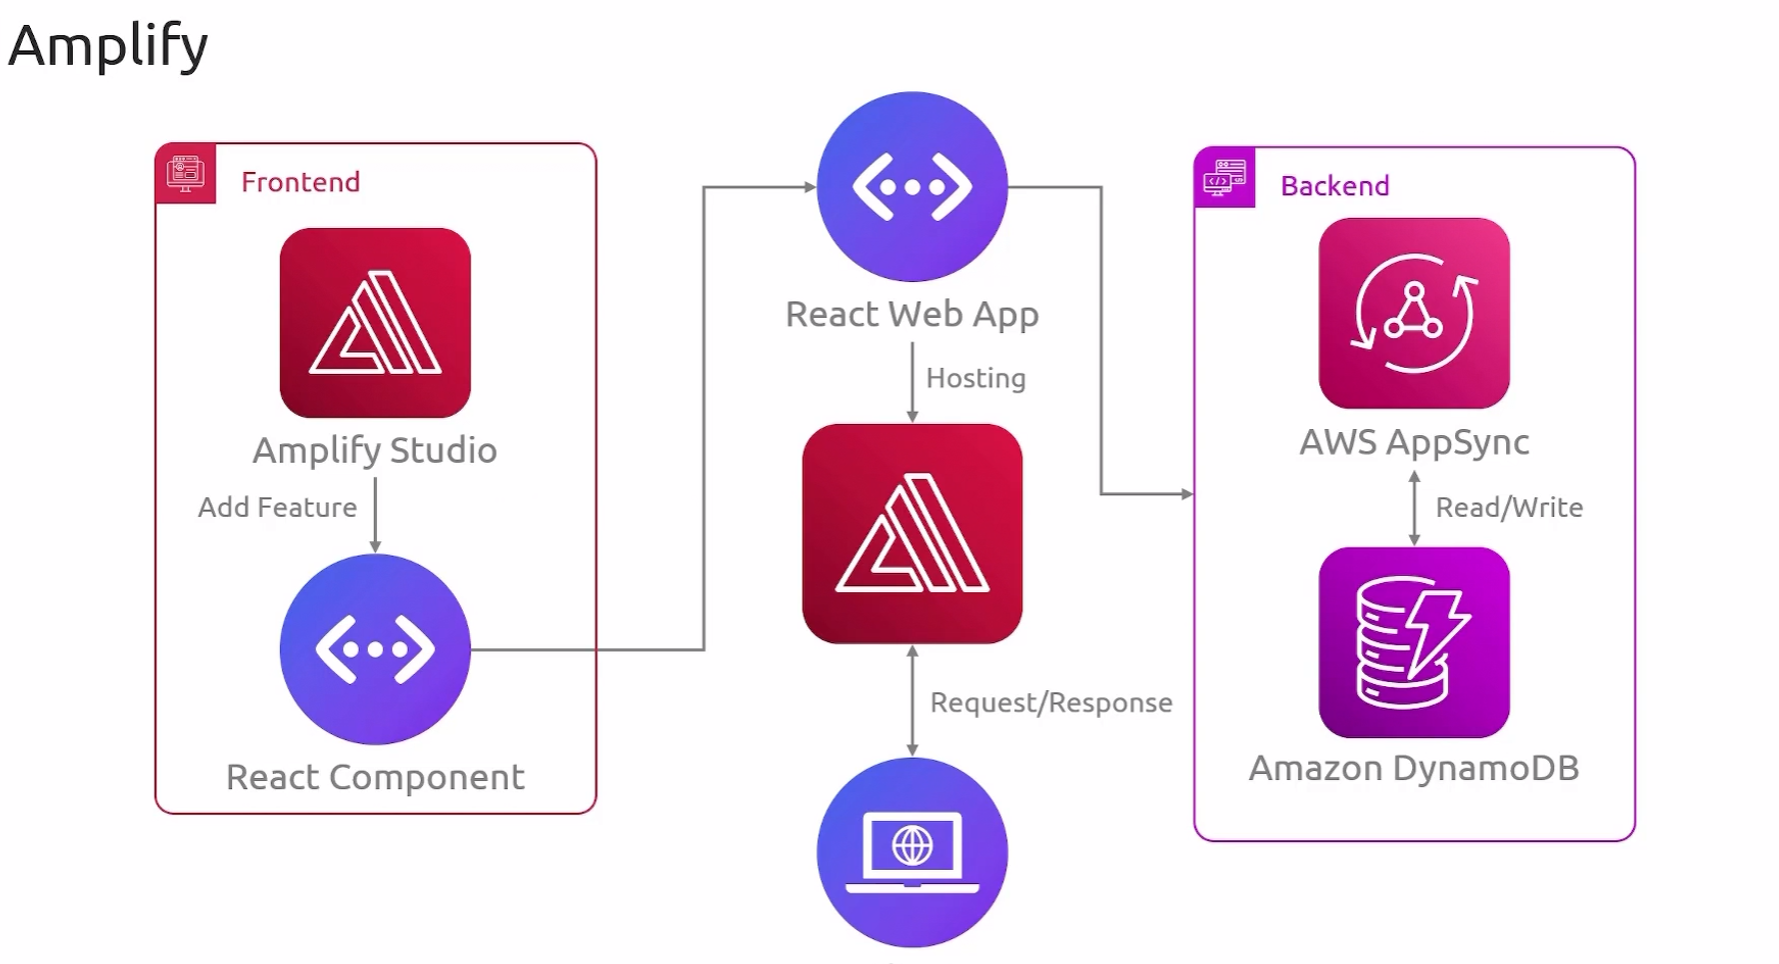 Amplify
Frontend
Amplify Studio
Add Feature
React Component
React Web App
Hosting
Request/Response
Backend
AWS AppSync
Read/Write
Amazon DynamoDB